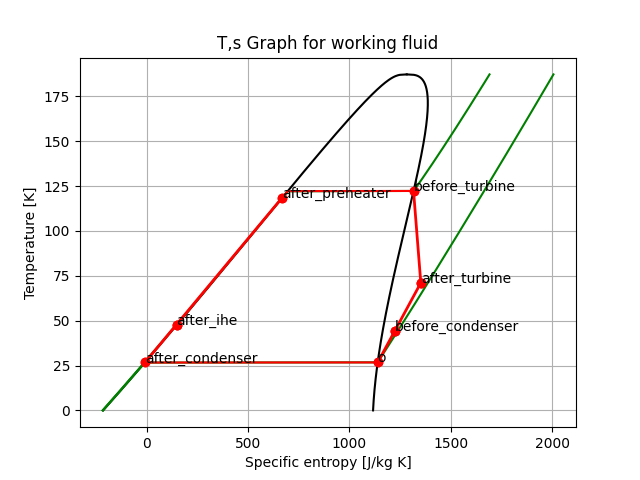 T,s Graph for working fluid
175
150
125
100
75
50
25
0
Temperature [K]
before_turbine
after_preheater
after_turbine
after_ihe
before_condenser
after_condenser
0
500
1000
1500
2000
Specific entropy [J/kg K]